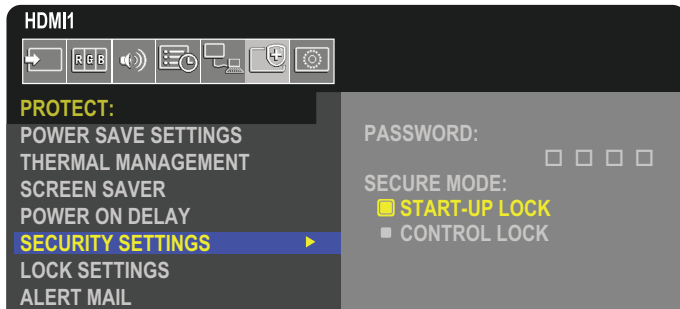 HDMI1
RGB
PROTECT:
POWER SAVE SETTINGS
THERMAL MANAGEMENT
SCREEN SAVER
POWER ON DELAY
SECURITY SETTINGS
LOCK SETTINGS
ALERT MAIL
PASSWORD:
SECURE MODE:
START-UP LOCK
CONTROL LOCK